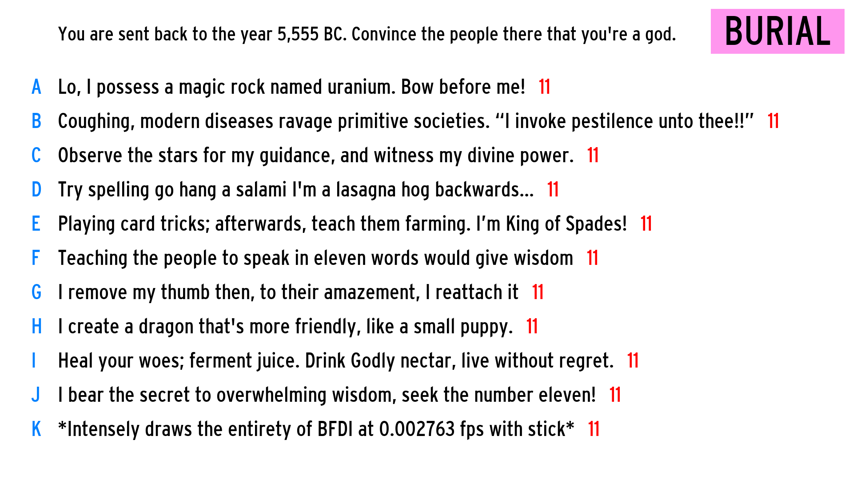 You are sent back to the year 5,555 BC. Convince the people there that you're a god.
BURIAL
A Lo, I possess a magic rock named uranium. Bow before me! 11
B Coughing, modern diseases ravage primitive societies. “I invoke pestilence unto thee!!” 11
C Observe the stars for my guidance, and witness my divine power. 11
D Try spelling go hang a salami I'm a lasagna hog backwards... 11
E Playing card tricks; afterwards, teach them farming. I’m King of Spades! 11
F Teaching the people to speak in eleven words would give wisdom 11
G I remove my thumb then, to their amazement, I reattach it 11
H I create a dragon that's more friendly, like a small puppy. 11
I Heal your woes; ferment juice. Drink Godly nectar, live without regret. 11
J I bear the secret to overwhelming wisdom, seek the number eleven! 11
K *Intensely draws the entirety of BFDI at 0.002763 fps with stick* 11